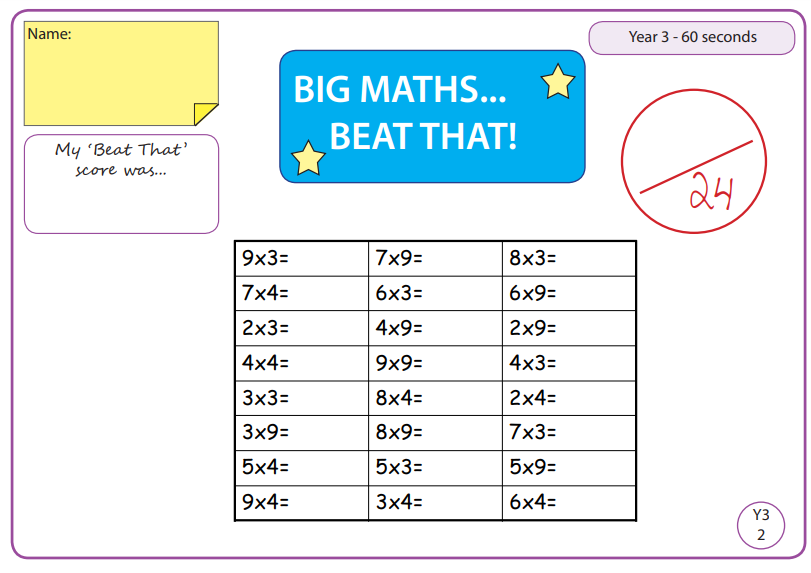 Name:
Year 3 - 60 seconds
BIG MATHS...
BEAT THAT!
My ‘Beat That’
score was...
24
9x3= 7x9= 8x3=
7x4= 6x3= 6x9=
2x3= 4x9= 2x9=
4x4= 9x9= 4x3=
3x3= 8x4= 2x4=
3x9= 8x9= 7x3=
5x4= 5x3= 5x9=
9x4= 3x4= 6x4=
Y3
2